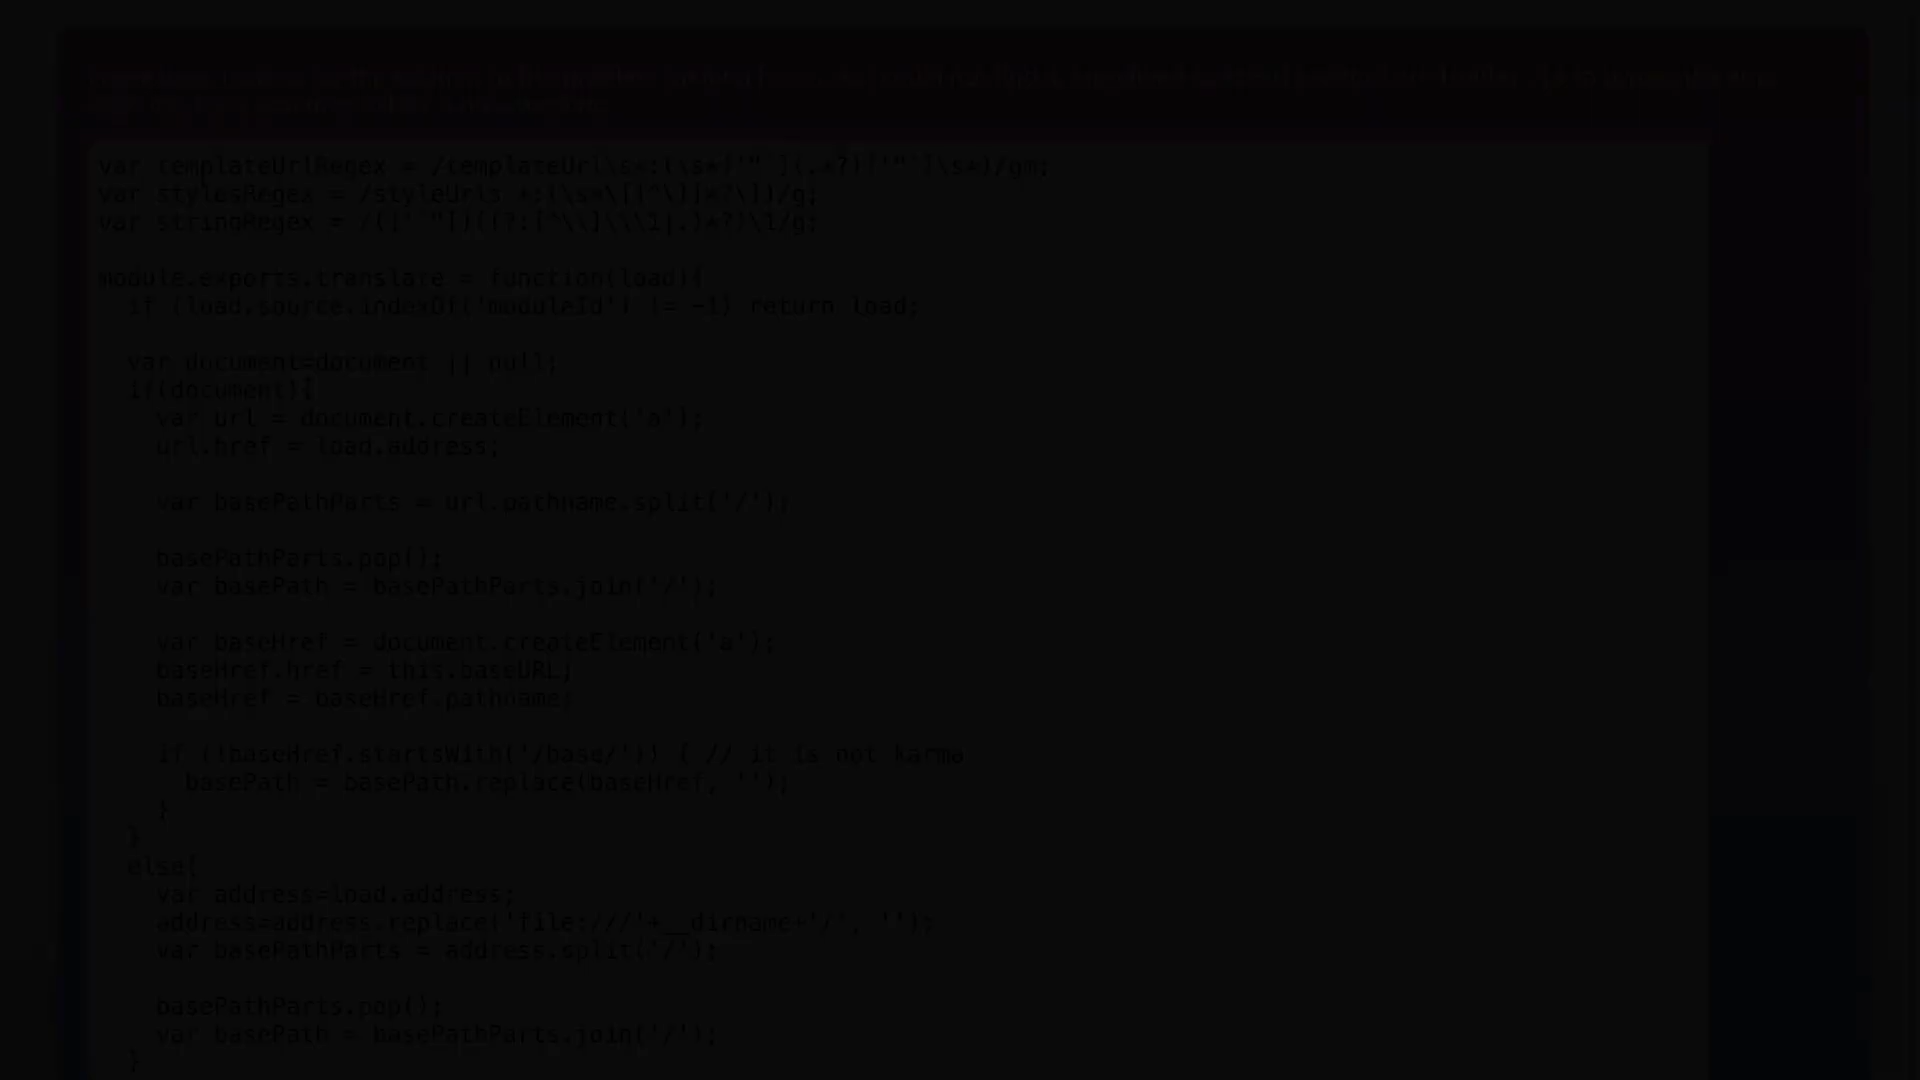 var templateUrlRegex = /templateUrl\s*:(\s*['"`](.*?)['"`]\s*)/gm;
var stylesRegex = /styleUrls *:(\s*\[[^\]]*?\])/g;
var stringRegex = /(['`"])((?:[^\\]\\\1|.)*?)\1/g;
module.exports.translate = function(load){
if (load.source.indexOf('moduleId') != -1) return load;
var document=document || null;
if(document){
var url = document.createElement('a');
url.href = load.address;
var basePathParts = url.pathname.split('/');
basePathParts.pop();
var basePath = basePathParts.join('/');
var baseHref = document.createElement('a');
baseHref.href = this.baseURL;
baseHref = baseHref.pathname;
if (!baseHref.startsWith('/base/')) { // it is not karma
basePath = basePath.replace(baseHref, '');
}
}
else{
var address=load.address;
address=address.replace('file:///'+__dirname+'/', '');
var basePathParts = address.split('/');
basePathParts.pop();
var basePath = basePathParts.join('/');
}